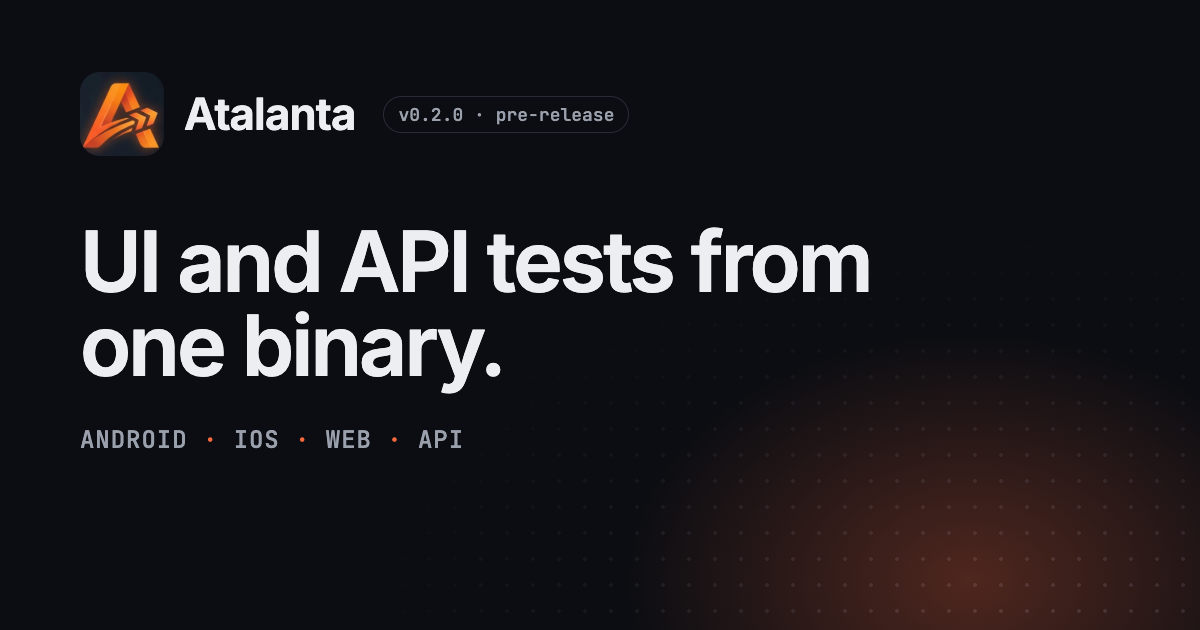 Atalanta
v0.2.0 · pre-release
UI and API tests from
one binary.
ANDROID · IOS · WEB · API